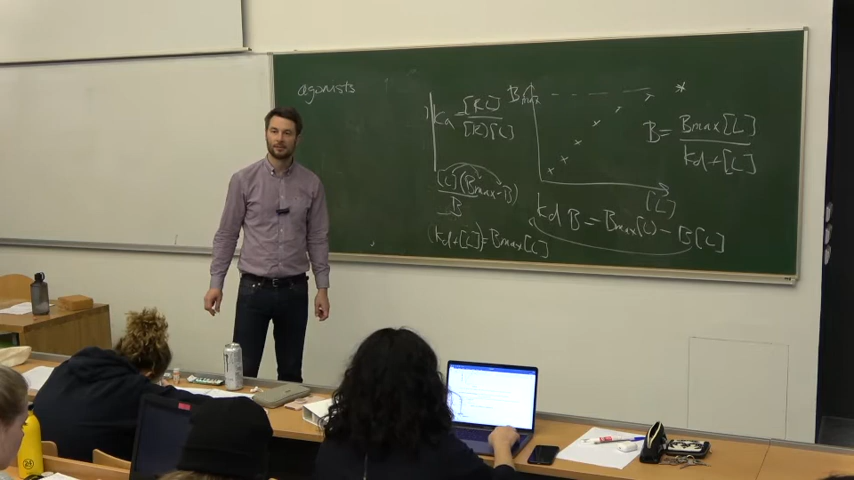 agonists
Ka = [RL]
[R][L]
[L](Bmax-B)
B
(Kd+[L])=Bmax[L]
Bmax
[L]
B = Bmax[L]
Kd+[L]
Kd B = Bmax[L] - B[L]